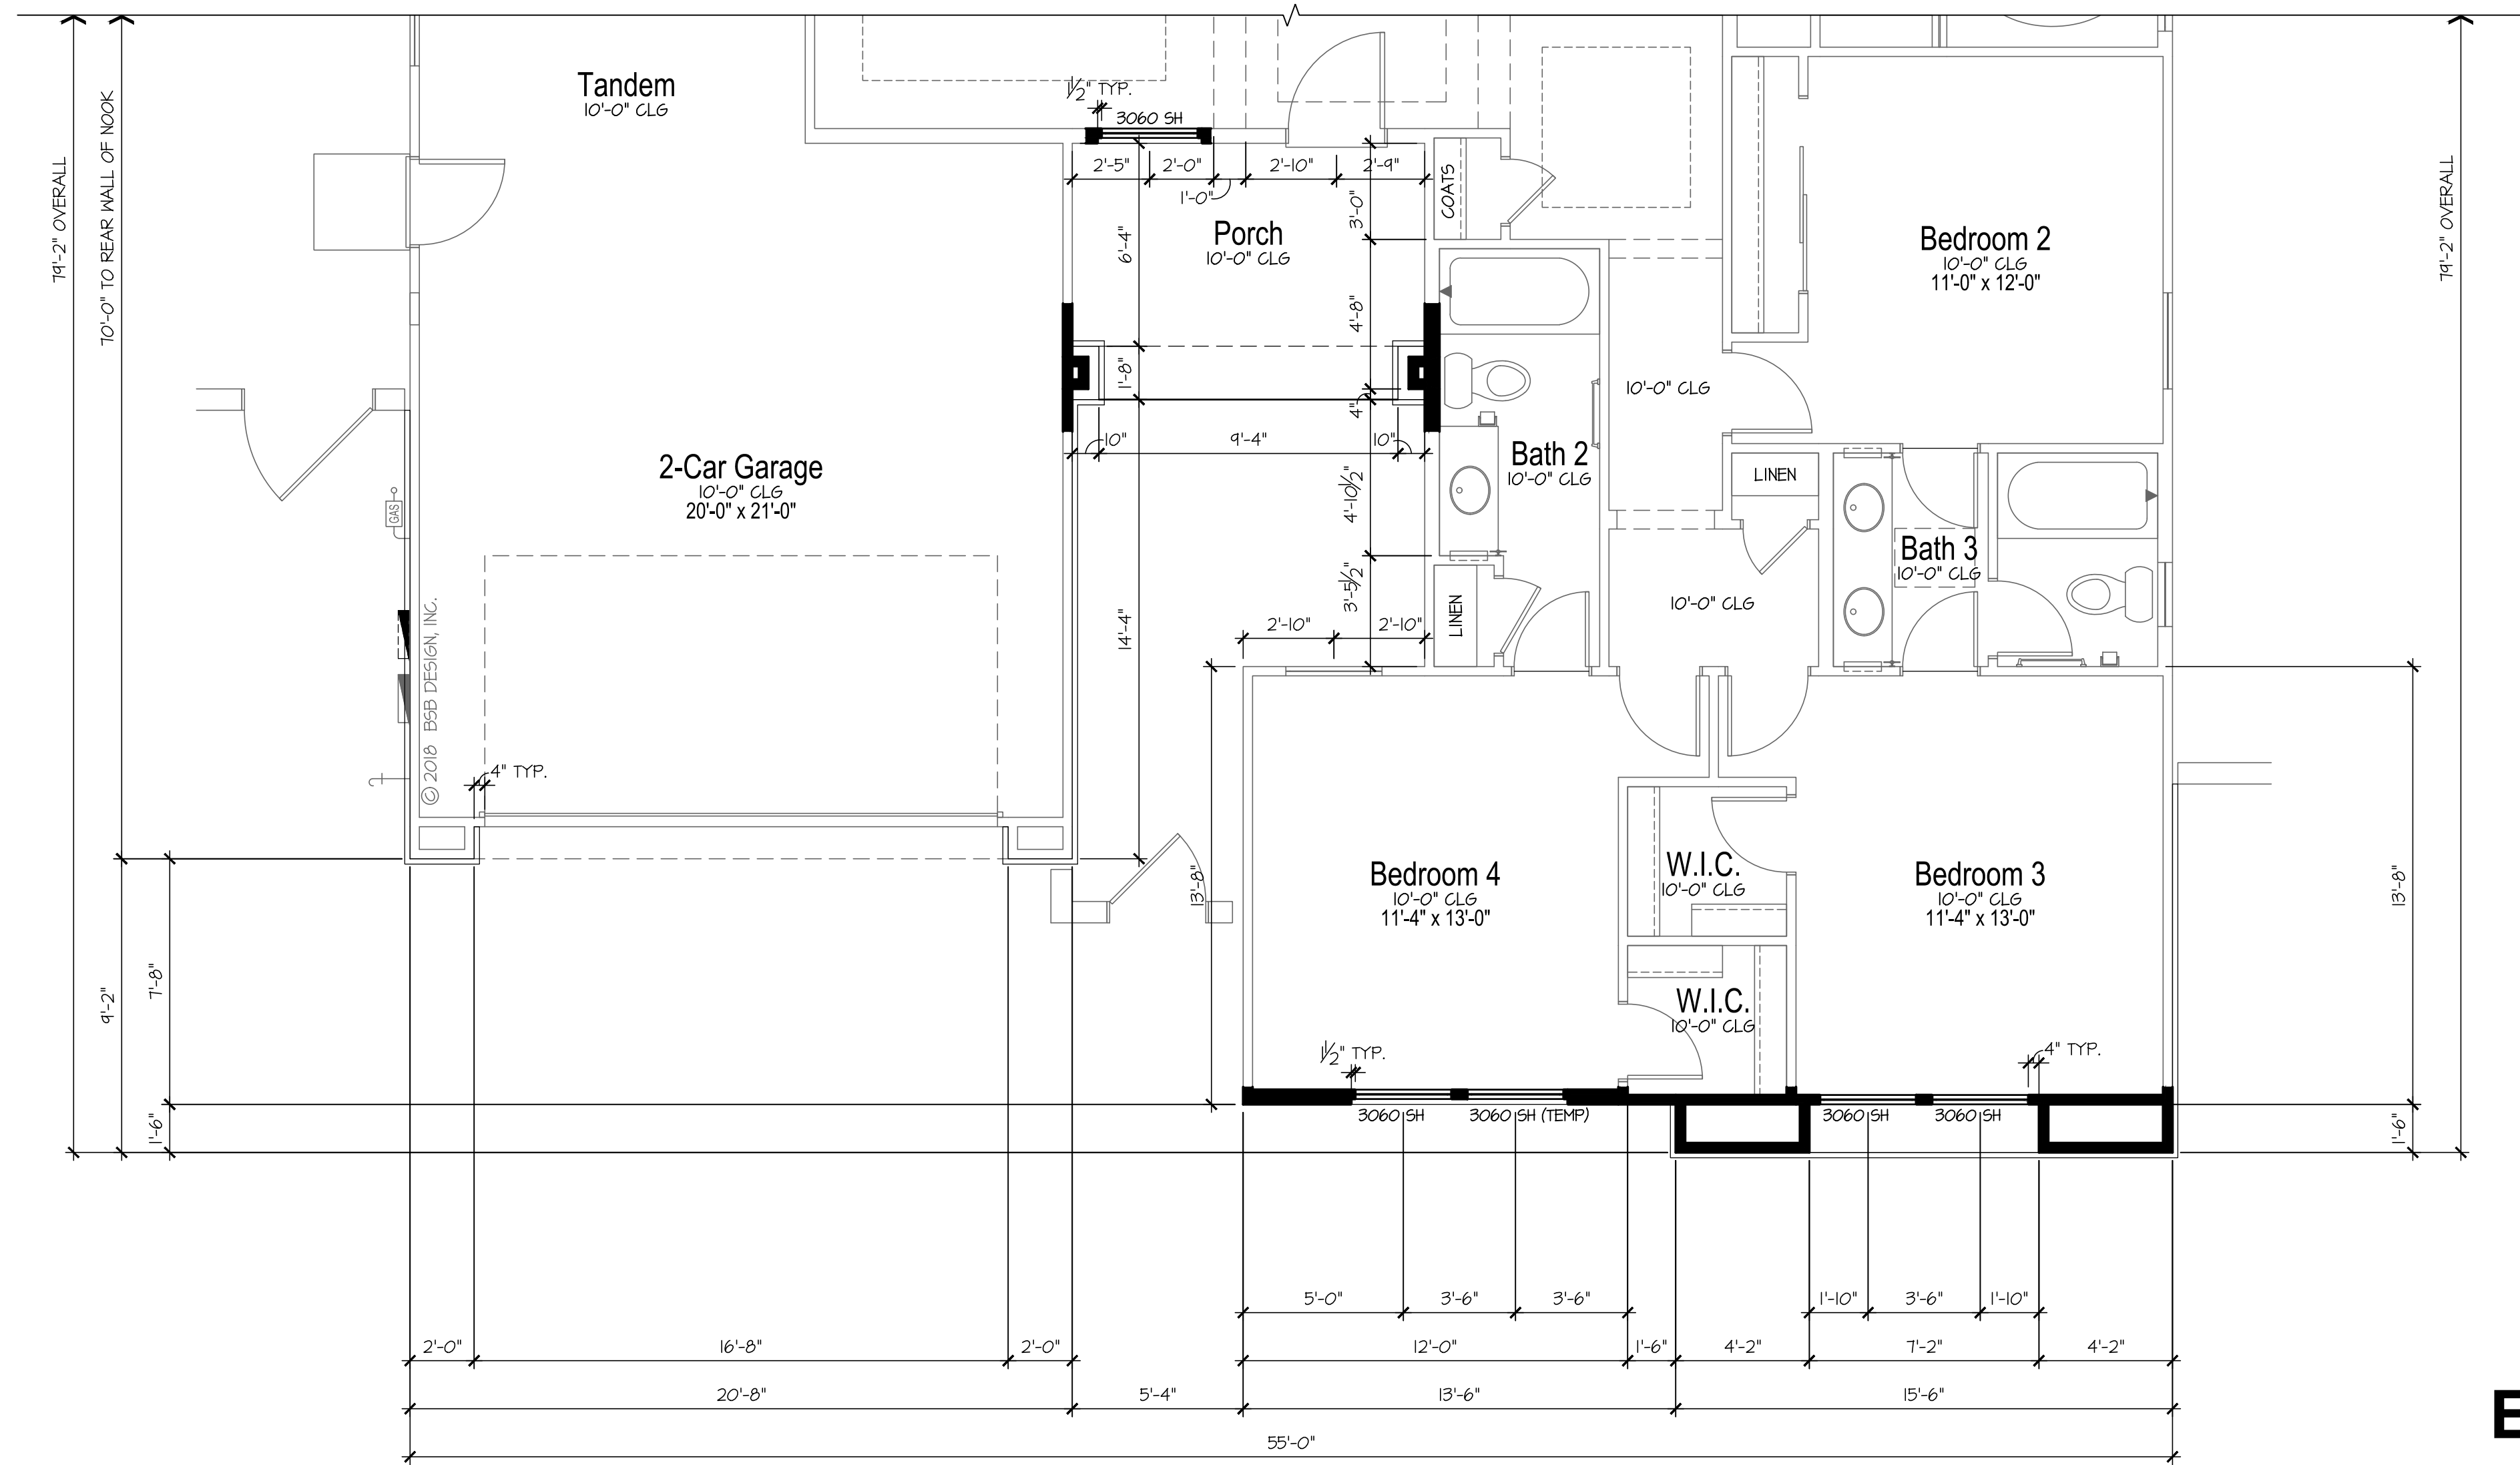 Tandem
10'-0" CLG
1 1/2" TYP.
3060 SH
79'-2" OVERALL
70'-0" TO REAR WALL OF NOOK
79'-2" OVERALL
2'-5"
2'-0"
2'-10"
2'-9"
1'-0"
COATS
3'-0"
Porch
10'-0" CLG
6'-4"
Bedroom 2
10'-0" CLG
11'-0" x 12'-0"
4'-8"
1'-8"
4"
10'-0" CLG
10"
9'-4"
10"
2-Car Garage
10'-0" CLG
20'-0" x 21'-0"
Bath 2
10'-0" CLG
LINEN
4'-10 1/2"
GAS
Bath 3
10'-0" CLG
3'-5 1/2"
LINEN
10'-0" CLG
2'-10"
2'-10"
14'-4"
© 2018 BSB DESIGN, INC.
4" TYP.
13'-8"
Bedroom 4
10'-0" CLG
11'-4" x 13'-0"
W.I.C.
10'-0" CLG
Bedroom 3
10'-0" CLG
11'-4" x 13'-0"
13'-8"
7'-8"
9'-2"
W.I.C.
10'-0" CLG
1 1/2" TYP.
4" TYP.
3060 SH
3060 SH (TEMP)
3060 SH
3060 SH
1'-6"
1'-6"
5'-0"
3'-6"
3'-6"
1'-10"
3'-6"
1'-10"
2'-0"
16'-8"
2'-0"
12'-0"
1'-6"
4'-2"
7'-2"
4'-2"
20'-8"
5'-4"
13'-6"
15'-6"
55'-0"
E